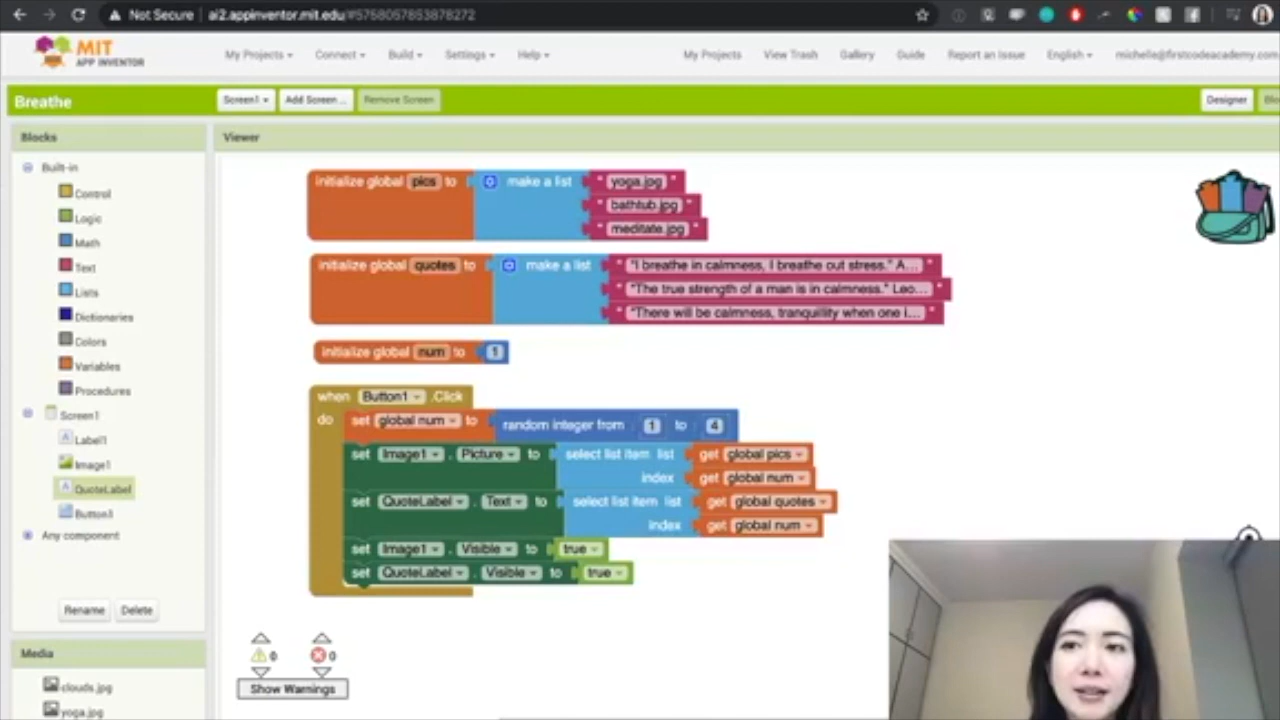 Not Secure | ai2.appinventor.mit.edu/#5758057853878272
MIT
APP INVENTOR
My Projects Connect Build Settings Help My Projects View Trash Gallery Guide Report an Issue English michelle@firstcodeacademy.com
Breathe Screen1 Add Screen ... Remove Screen Designer
Blocks Viewer
Built-in
Control
Logic
Math
Text
Lists
Dictionaries
Colors
Variables
Procedures
Screen1
Label1
Image1
QuoteLabel
Button1
Any component
Rename Delete
Media
clouds.jpg
yoga.jpg
initialize global pics to make a list " yoga.jpg "
" bathtub.jpg "
" meditate.jpg "
initialize global quotes to make a list " "I breathe in calmness, I breathe out stress." A... "
" "The true strength of a man is in calmness." Leo... "
" "There will be calmness, tranquillity when one i... "
initialize global num to 1
when Button1 .Click
do set global num to random integer from 1 to 4
set Image1 . Picture to select list item list get global pics
index get global num
set QuoteLabel . Text to select list item list get global quotes
index get global num
set Image1 . Visible to true
set QuoteLabel . Visible to true
0 0
Show Warnings